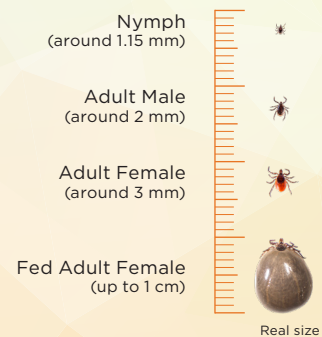 Nymph
(around 1.15 mm)
Adult Male
(around 2 mm)
Adult Female
(around 3 mm)
Fed Adult Female
(up to 1 cm)
Real size